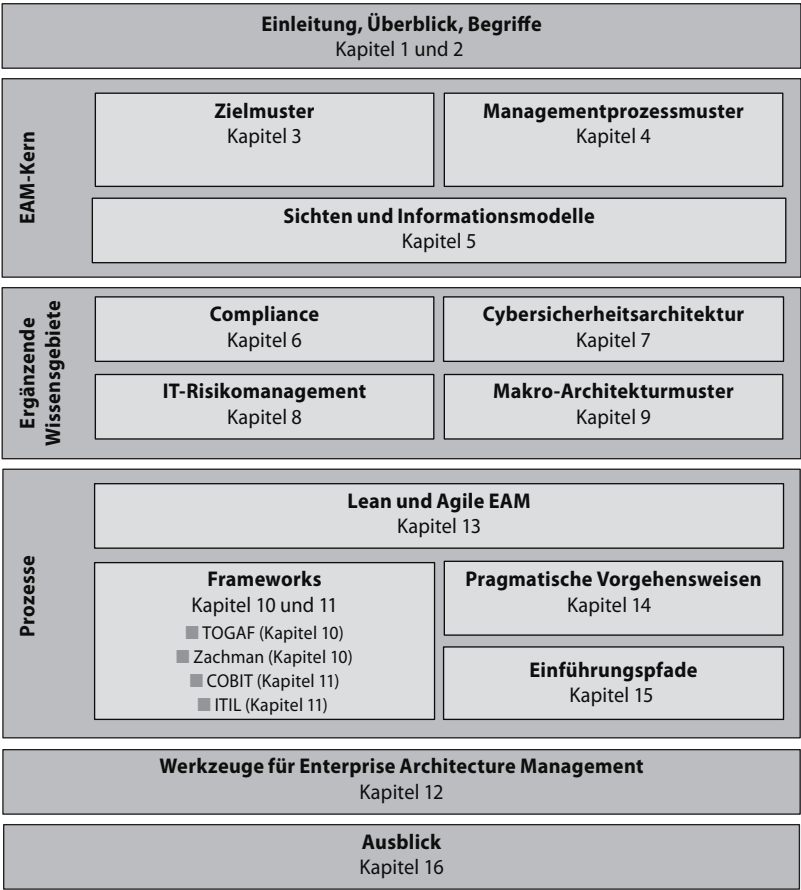 Einleitung, Überblick, Begriffe
Kapitel 1 und 2
EAM-Kern
Zielmuster
Kapitel 3
Managementprozessmuster
Kapitel 4
Sichten und Informationsmodelle
Kapitel 5
Ergänzende
Wissensgebiete
Compliance
Kapitel 6
Cybersicherheitsarchitektur
Kapitel 7
IT-Risikomanagement
Kapitel 8
Makro-Architekturmuster
Kapitel 9
Prozesse
Lean und Agile EAM
Kapitel 13
Frameworks
Kapitel 10 und 11
TOGAF (Kapitel 10)
Zachman (Kapitel 10)
COBIT (Kapitel 11)
ITIL (Kapitel 11)
Pragmatische Vorgehensweisen
Kapitel 14
Einführungspfade
Kapitel 15
Werkzeuge für Enterprise Architecture Management
Kapitel 12
Ausblick
Kapitel 16